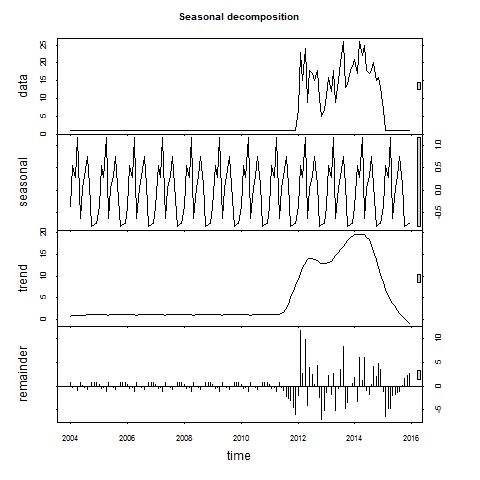 Seasonal decomposition
data
0 5 10 15 20 25
seasonal
-0.5 0.0 0.5 1.0
trend
0 5 10 15 20
remainder
-5 0 5 10
2004 2006 2008 2010 2012 2014 2016
time